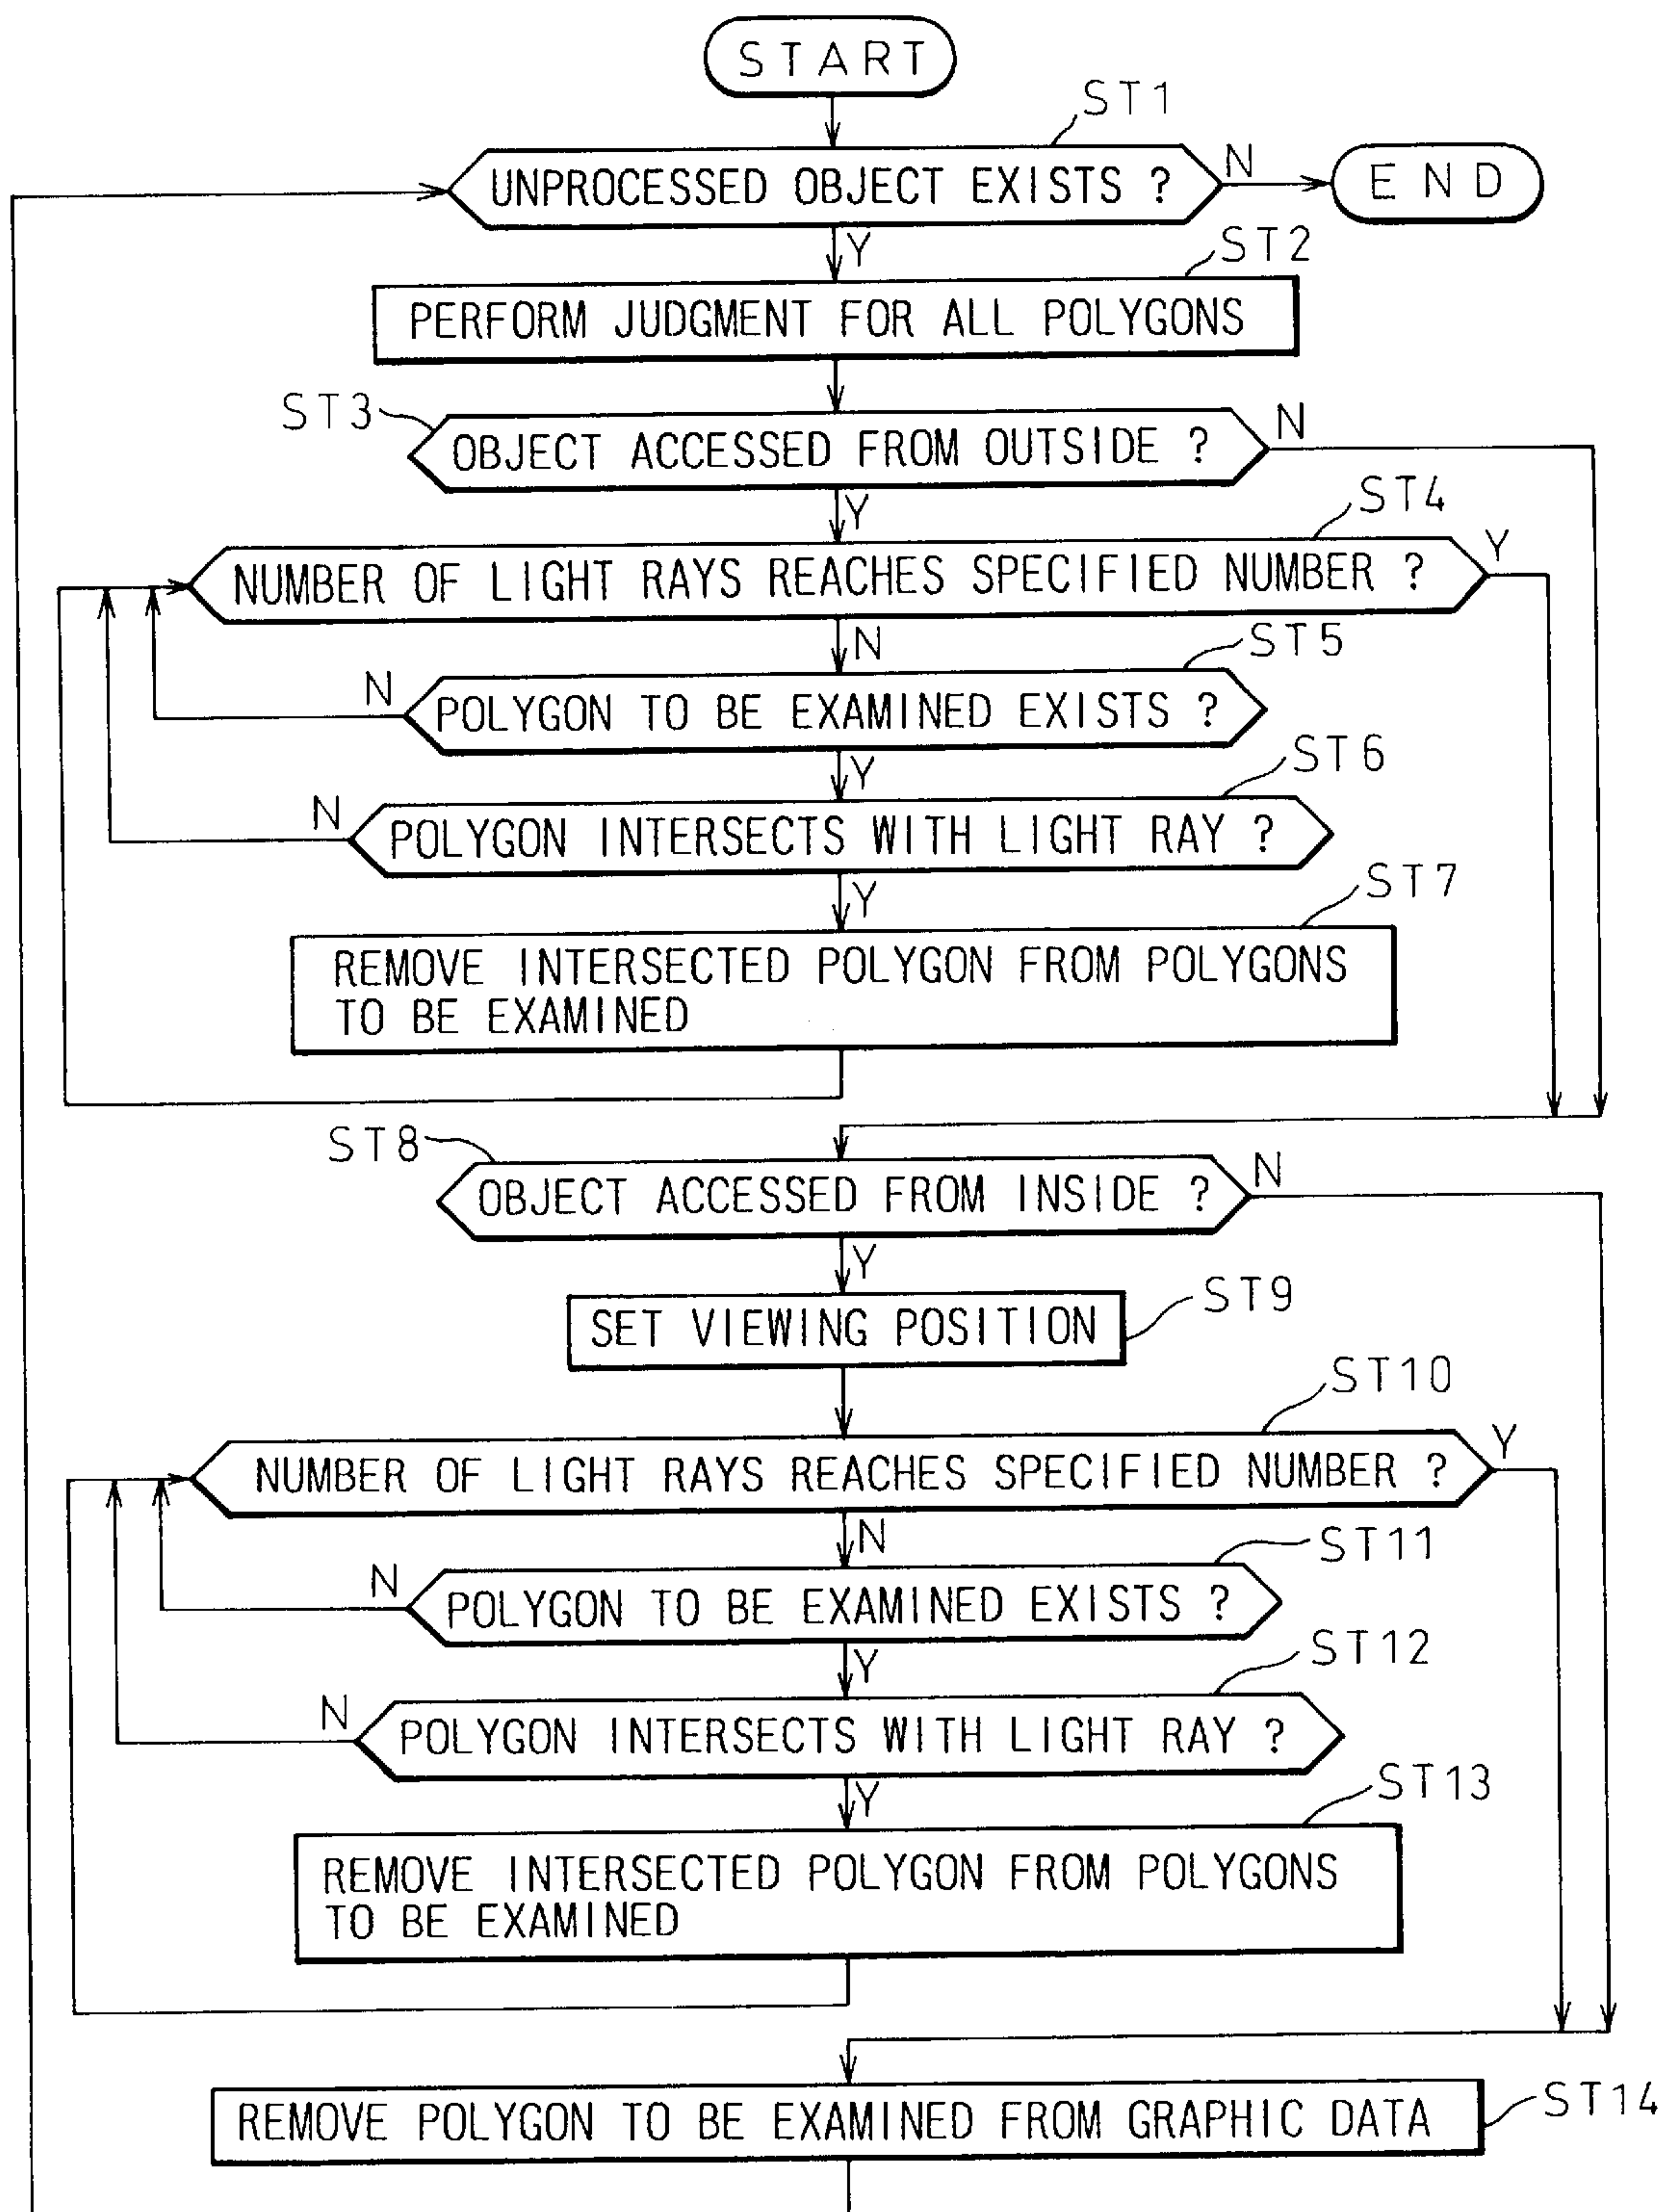 START
ST1
UNPROCESSED OBJECT EXISTS ?
N
END
Y
ST2
PERFORM JUDGMENT FOR ALL POLYGONS
ST3
OBJECT ACCESSED FROM OUTSIDE ?
N
Y
ST4
NUMBER OF LIGHT RAYS REACHES SPECIFIED NUMBER ?
Y
N
ST5
N
POLYGON TO BE EXAMINED EXISTS ?
Y
ST6
N
POLYGON INTERSECTS WITH LIGHT RAY ?
Y
ST7
REMOVE INTERSECTED POLYGON FROM POLYGONS
TO BE EXAMINED
ST8
OBJECT ACCESSED FROM INSIDE ?
N
Y
ST9
SET VIEWING POSITION
ST10
NUMBER OF LIGHT RAYS REACHES SPECIFIED NUMBER ?
Y
N
ST11
N
POLYGON TO BE EXAMINED EXISTS ?
Y
ST12
N
POLYGON INTERSECTS WITH LIGHT RAY ?
Y
ST13
REMOVE INTERSECTED POLYGON FROM POLYGONS
TO BE EXAMINED
REMOVE POLYGON TO BE EXAMINED FROM GRAPHIC DATA
ST14